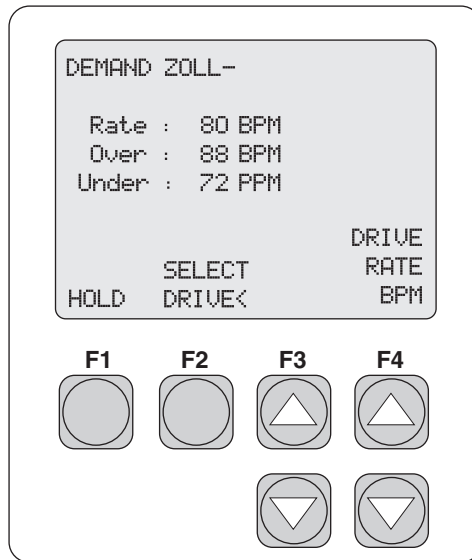 DEMAND ZOLL-
Rate : 80 BPM
Over : 88 BPM
Under : 72 PPM
DRIVE
SELECT RATE
HOLD DRIVE< BPM
F1 F2 F3 F4